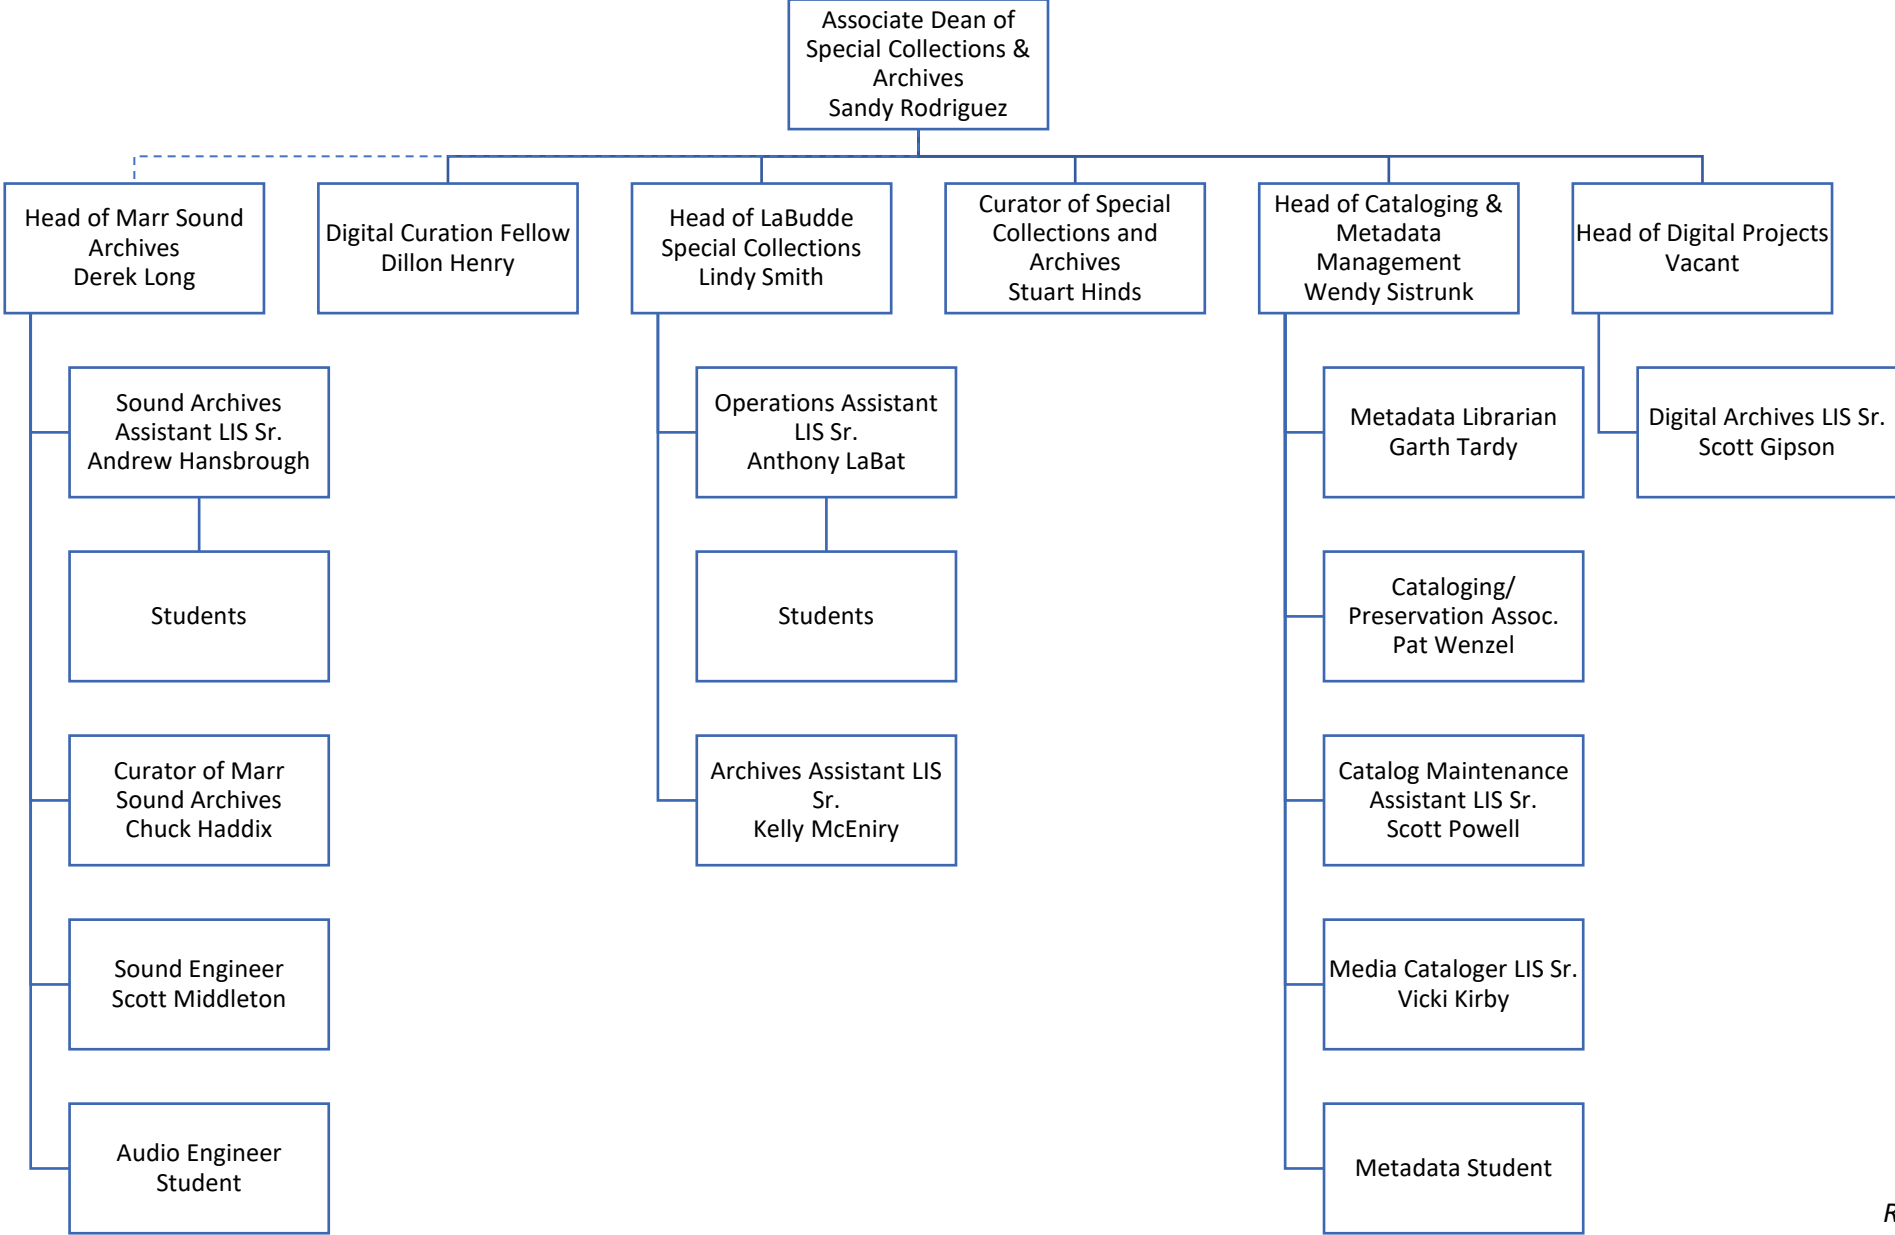 Associate Dean of
Special Collections &
Archives
Sandy Rodriguez
Head of Marr Sound
Archives
Derek Long
Digital Curation Fellow
Dillon Henry
Head of LaBudde
Special Collections
Lindy Smith
Curator of Special
Collections and
Archives
Stuart Hinds
Head of Cataloging &
Metadata
Management
Wendy Sistrunk
Head of Digital Projects
Vacant
Sound Archives
Assistant LIS Sr.
Andrew Hansbrough
Students
Curator of Marr
Sound Archives
Chuck Haddix
Sound Engineer
Scott Middleton
Audio Engineer
Student
Operations Assistant
LIS Sr.
Anthony LaBat
Students
Archives Assistant LIS
Sr.
Kelly McEniry
Metadata Librarian
Garth Tardy
Cataloging/
Preservation Assoc.
Pat Wenzel
Catalog Maintenance
Assistant LIS Sr.
Scott Powell
Media Cataloger LIS Sr.
Vicki Kirby
Metadata Student
Digital Archives LIS Sr.
Scott Gipson
R